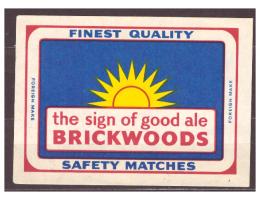 FINEST QUALITY
FOREIGN MAKE
the sign of good ale
BRICKWOODS
FOREIGN MAKE
SAFETY MATCHES